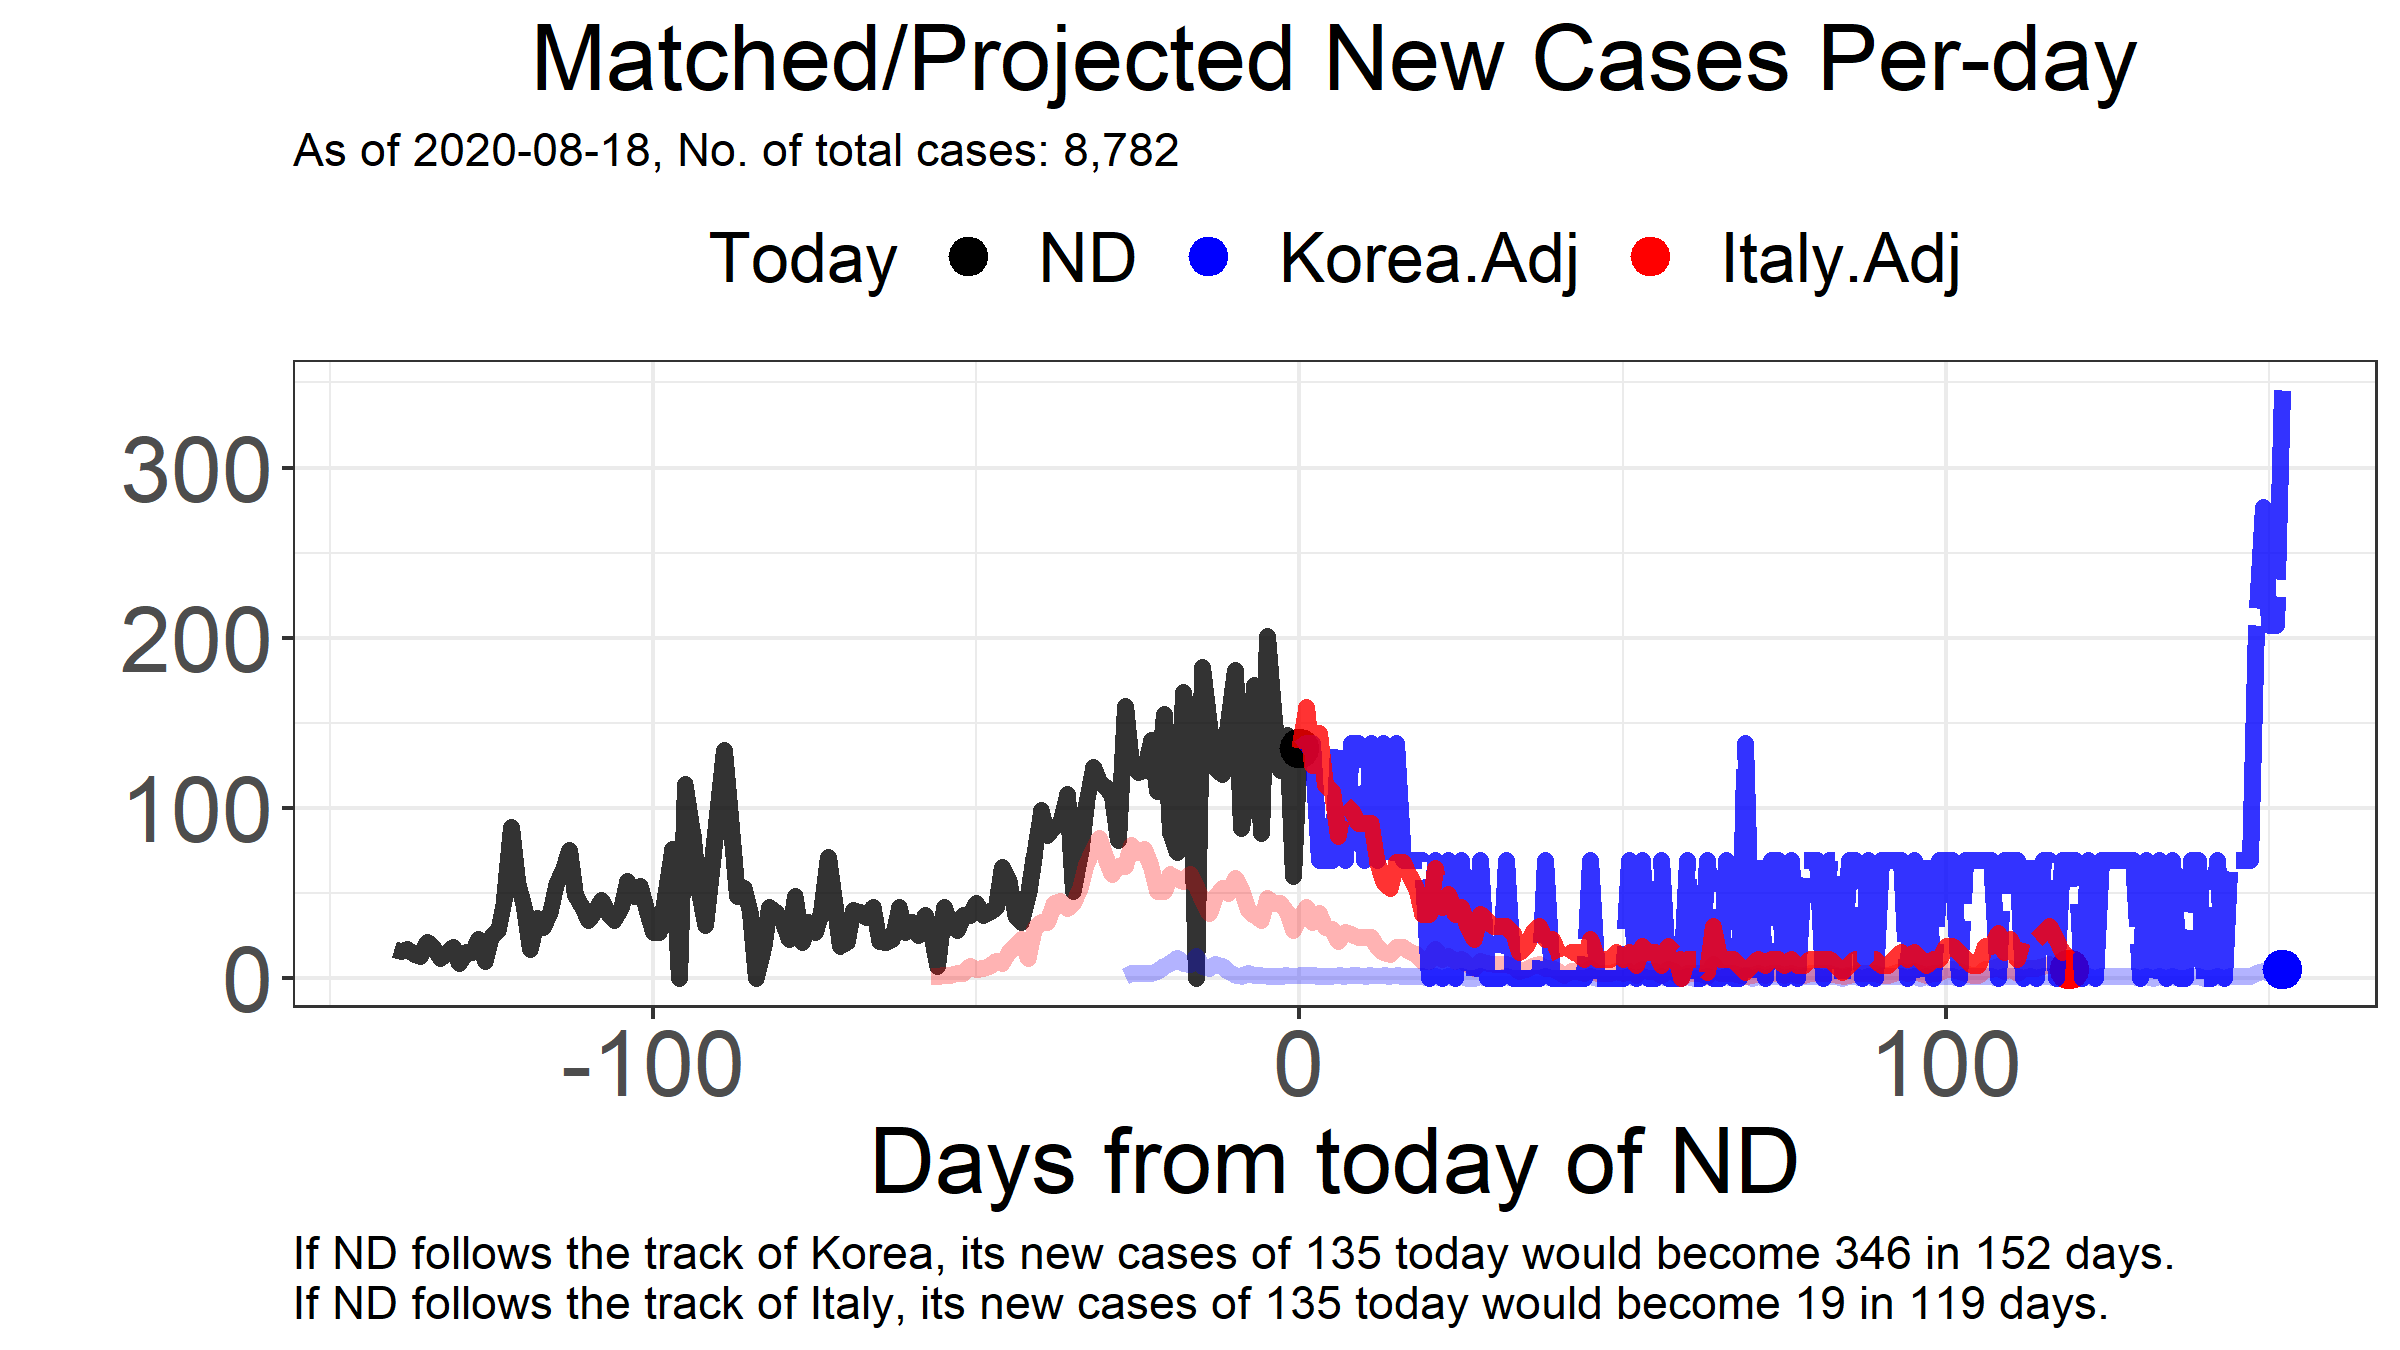 Matched/Projected New Cases Per-day
As of 2020-08-18, No. of total cases: 8,782
Today ND Korea.Adj Italy.Adj
300
200
100
0
-100 0 100
Days from today of ND
If ND follows the track of Korea, its new cases of 135 today would become 346 in 152 days.
If ND follows the track of Italy, its new cases of 135 today would become 19 in 119 days.